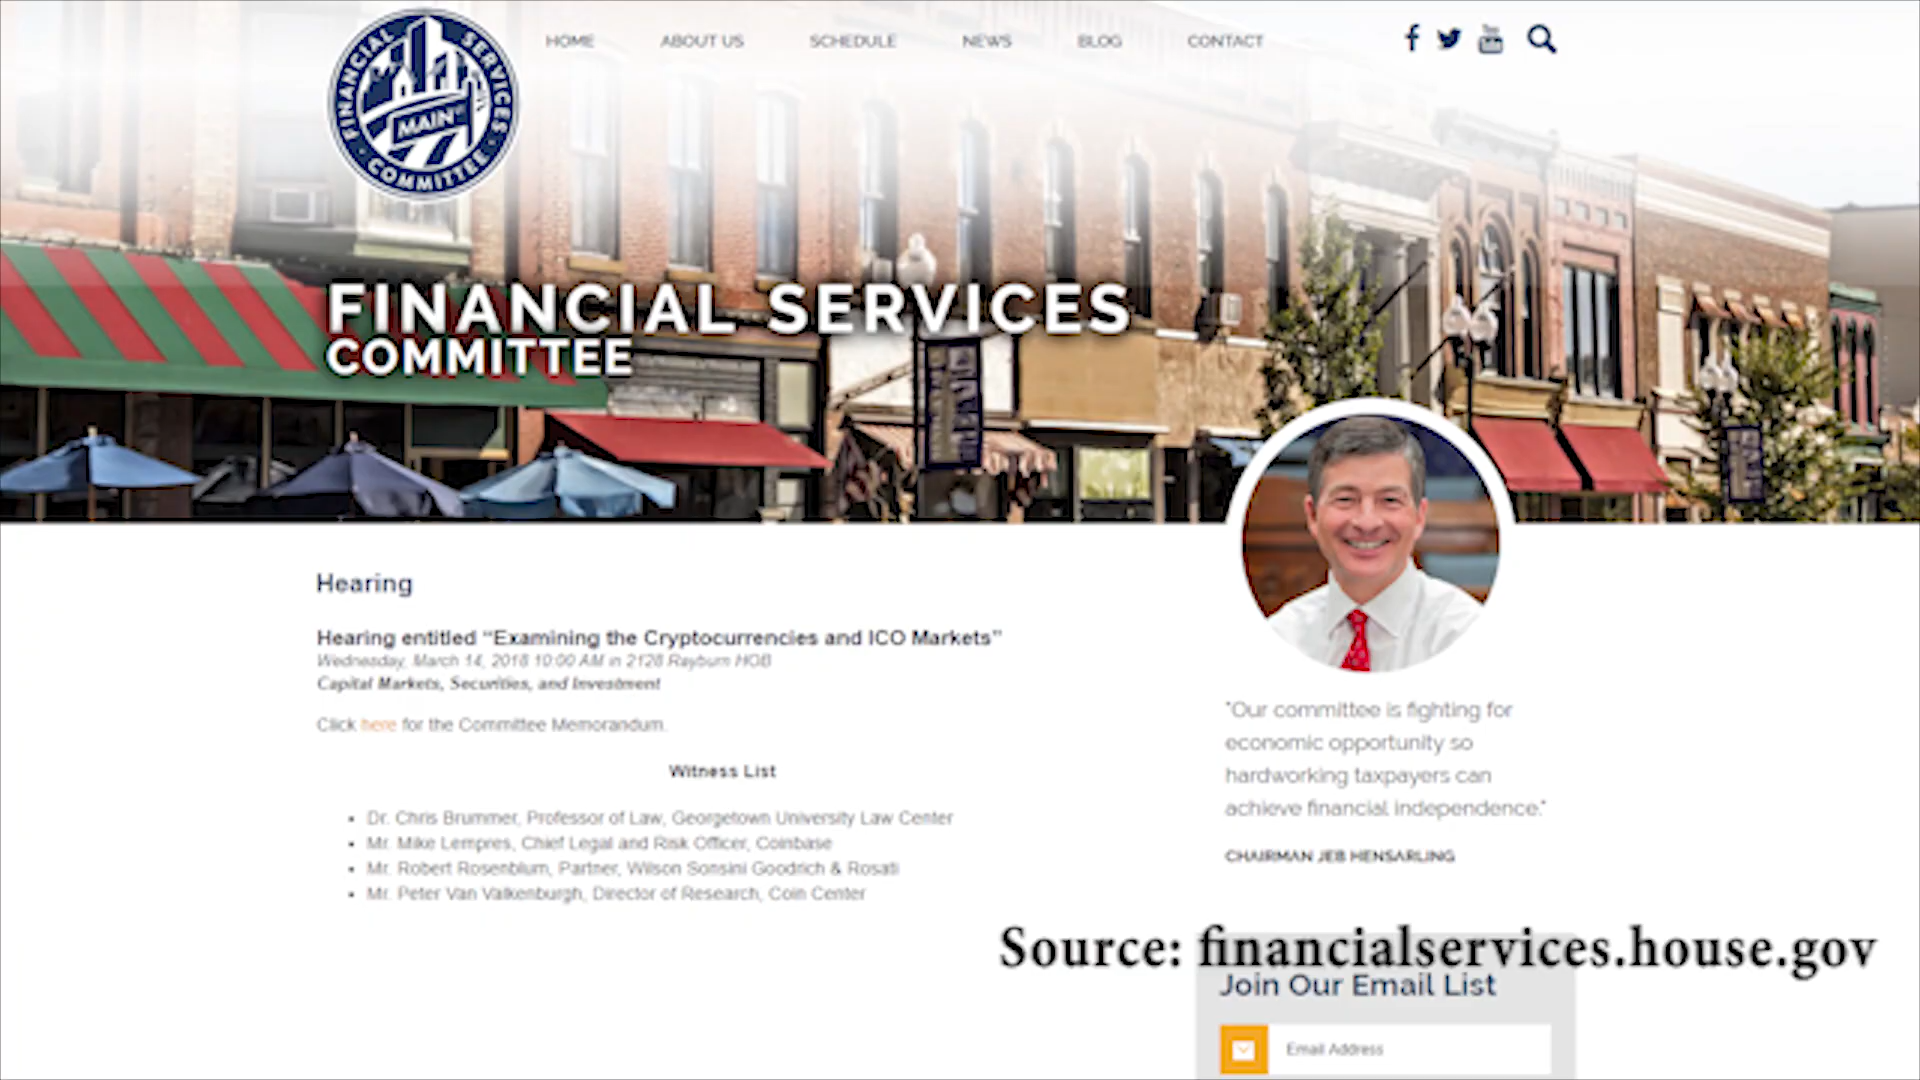 FINANCIAL SERVICES
MAIN ST
COMMITTEE
HOME ABOUT US SCHEDULE NEWS BLOG CONTACT
You
FINANCIAL SERVICES
COMMITTEE
Hearing
Hearing entitled “Examining the Cryptocurrencies and ICO Markets”
Wednesday, March 14, 2018 10:00 AM in 2128 Rayburn HOB
Capital Markets, Securities, and Investment
Click here for the Committee Memorandum.
Witness List
• Dr. Chris Brummer, Professor of Law, Georgetown University Law Center
• Mr. Mike Lempres, Chief Legal and Risk Officer, Coinbase
• Mr. Robert Rosenblum, Partner, Wilson Sonsini Goodrich & Rosati
• Mr. Peter Van Valkenburgh, Director of Research, Coin Center
"Our committee is fighting for
economic opportunity so
hardworking taxpayers can
achieve financial independence."
CHAIRMAN JEB HENSARLING
Source: financialservices.house.gov
Join Our Email List
Email Address